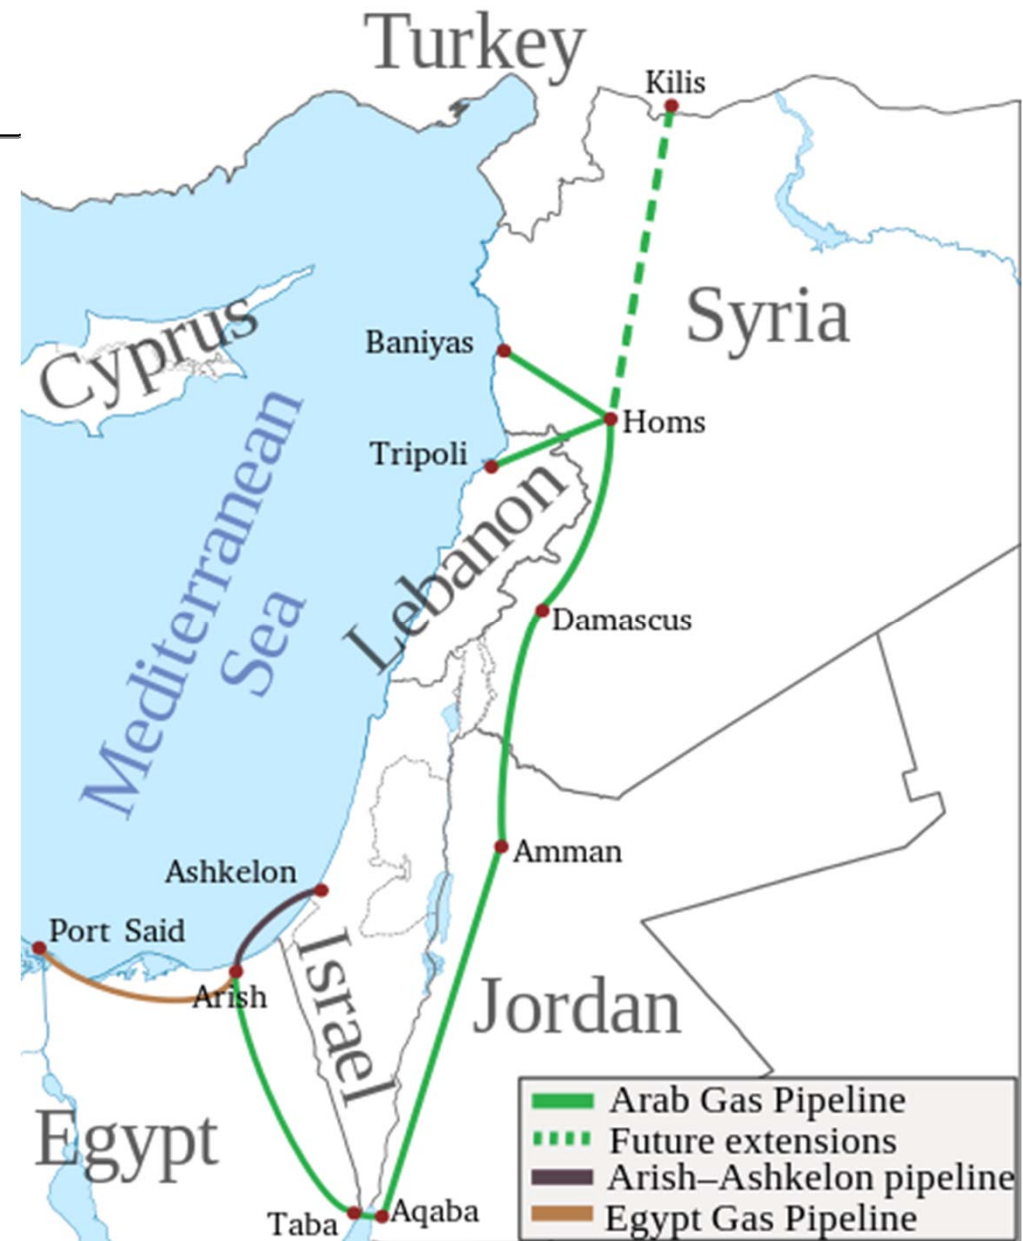 Turkey
Kilis
Cyprus
Syria
Baniyas
Homs
Tripoli
Mediterranean
Sea
Lebanon
Damascus
Amman
Ashkelon
Port Said
Arish
Israel
Jordan
Egypt
Taba
Aqaba
Arab Gas Pipeline
Future extensions
Arish–Ashkelon pipeline
Egypt Gas Pipeline